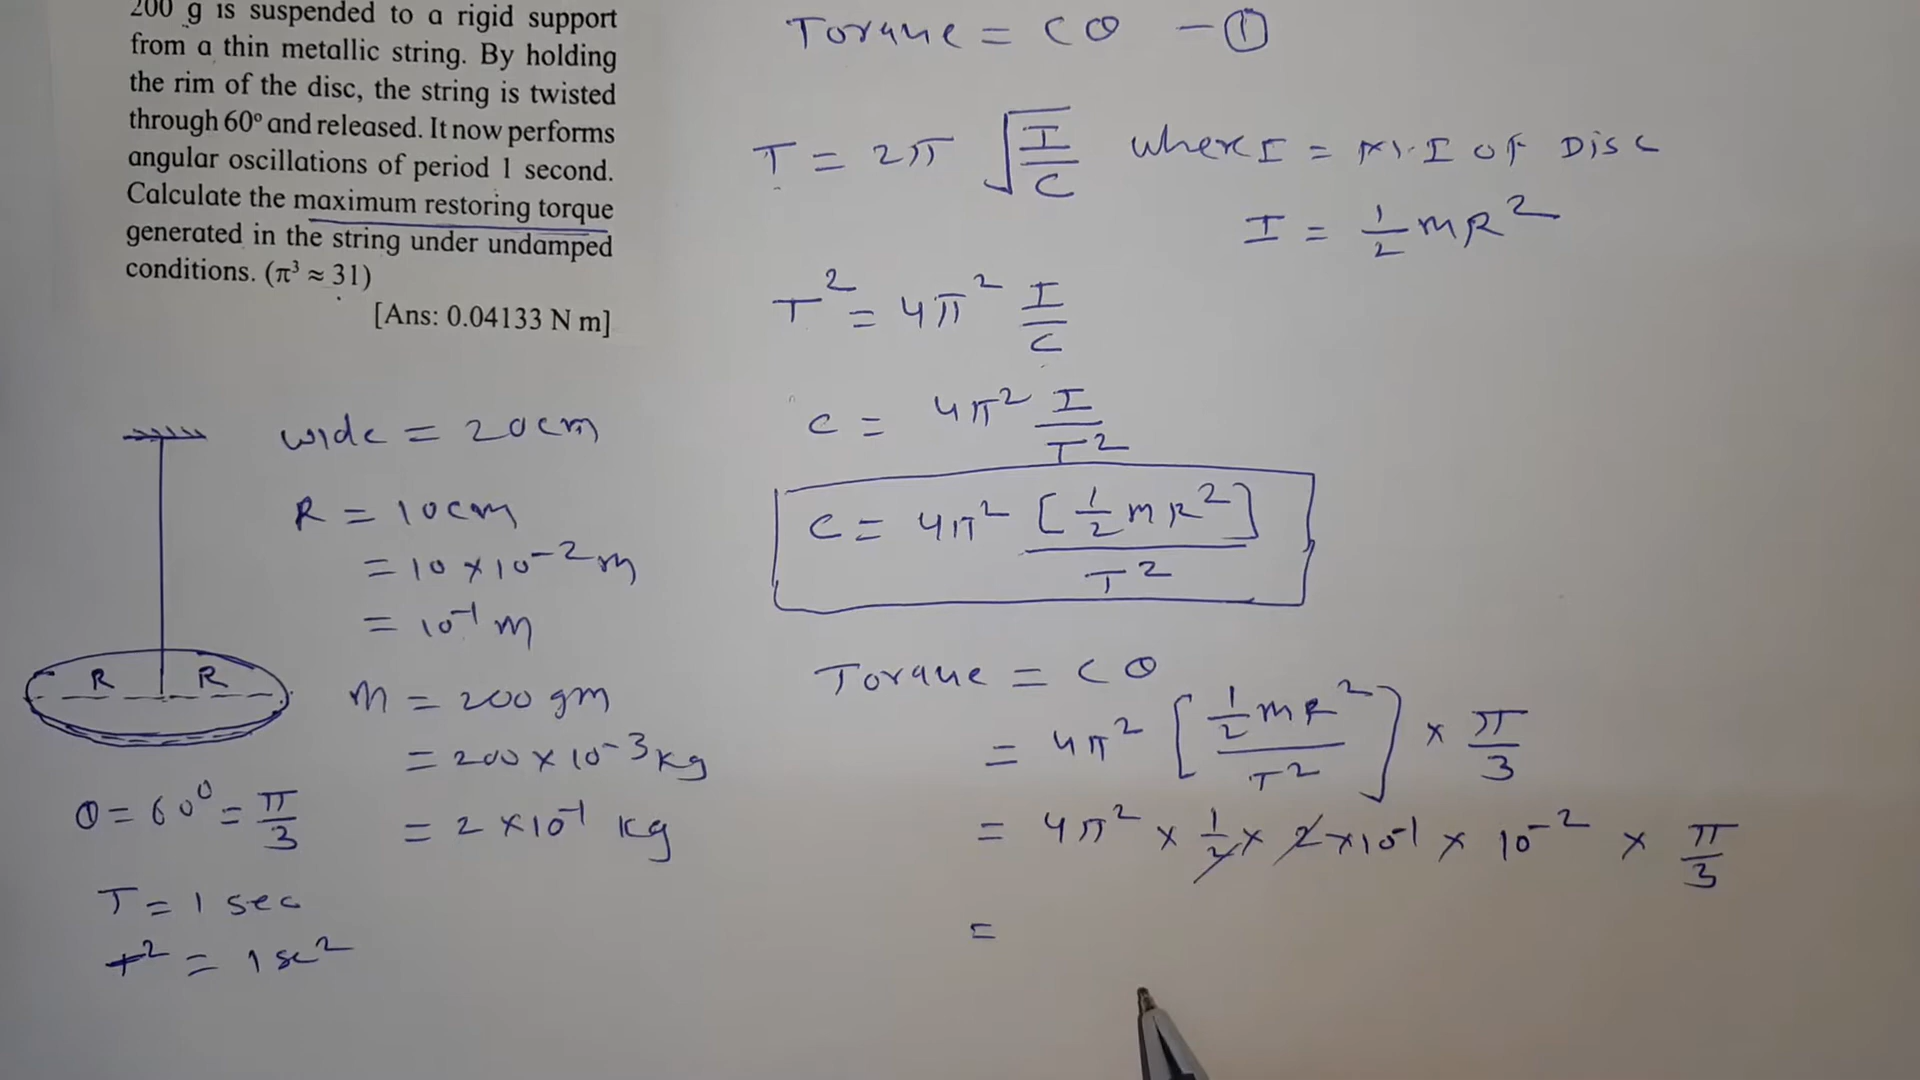 200 g is suspended to a rigid support
from a thin metallic string. By holding
the rim of the disc, the string is twisted
through 60° and released. It now performs
angular oscillations of period 1 second.
Calculate the maximum restoring torque
generated in the string under undamped
conditions. (π³ ≈ 31)
[Ans: 0.04133 N m]
wide = 20cm
R = 10cm
= 10 × 10⁻² m
= 10⁻¹ m
R R
M = 200 gm
= 200 × 10⁻³ kg
= 2 × 10⁻¹ kg
θ = 60° = π/3
T = 1 sec
T² = 1 sec²
Torque = Cθ — ①
T = 2π √(I/C) where I = M.I of Disc
I = 1/2 MR²
T² = 4π² I/C
C = 4π² I/T²
C = 4π² [1/2 MR²]/T²
Torque = Cθ
= 4π² [1/2 MR²/T²] × π/3
= 4π² × 1/2 × 2 × 10⁻¹ × 10⁻² × π/3
=